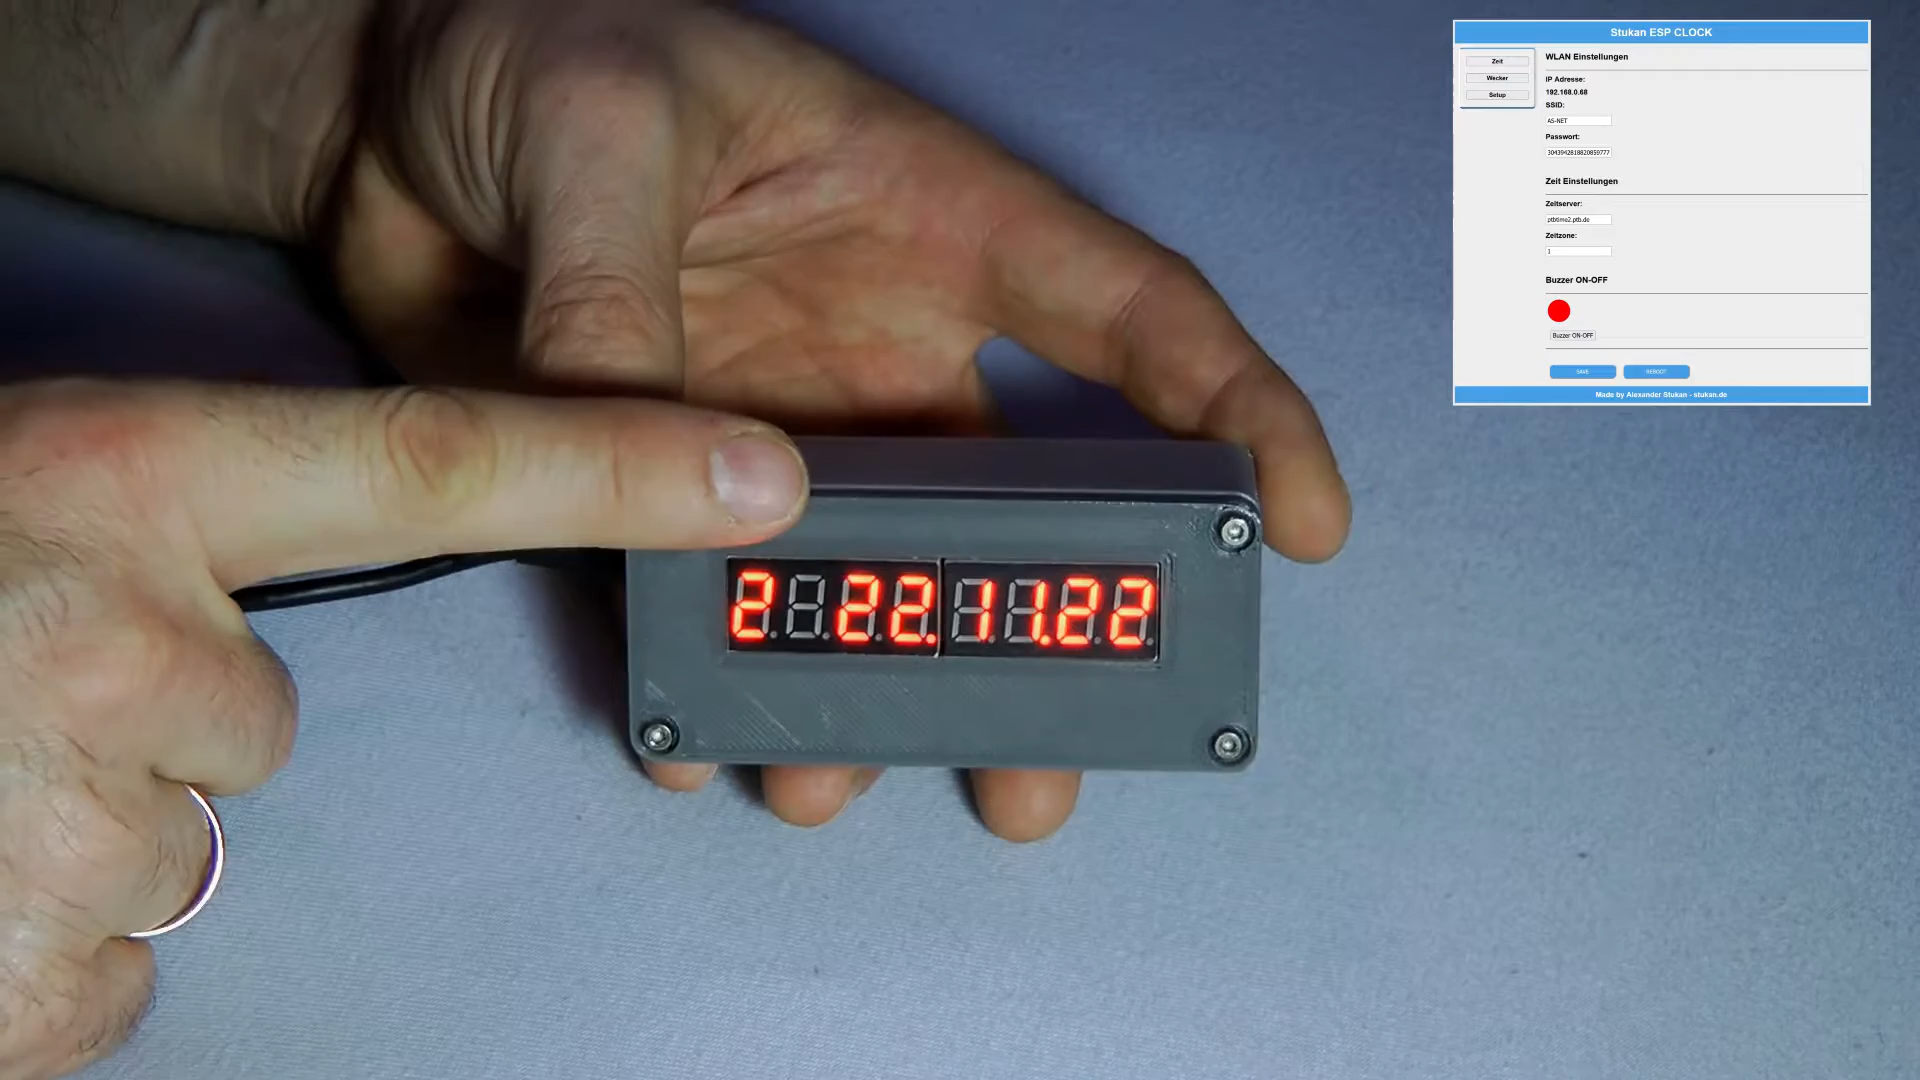 2 22.11.22
Stukan ESP CLOCK
Zeit
Wecker
Setup
WLAN Einstellungen
IP Adresse:
192.168.0.68
SSID:
AS-NET
Passwort:
3043942818820859777
Zeit Einstellungen
Zeitserver:
ptbtime2.ptb.de
Zeitzone:
1
Buzzer ON-OFF
Buzzer ON-OFF
SAVE
REBOOT
Made by Alexander Stukan - stukan.de